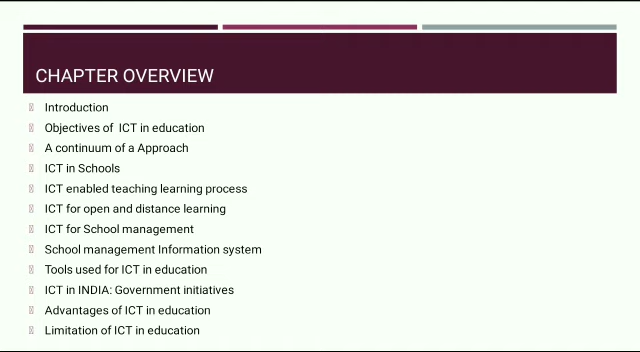 CHAPTER OVERVIEW
Introduction
Objectives of  ICT in education
A continuum of a Approach
ICT in Schools
ICT enabled teaching learning process
ICT for open and distance learning
ICT for School management
School management Information system
Tools used for ICT in education
ICT in INDIA: Government initiatives
Advantages of ICT in education
Limitation of ICT in education